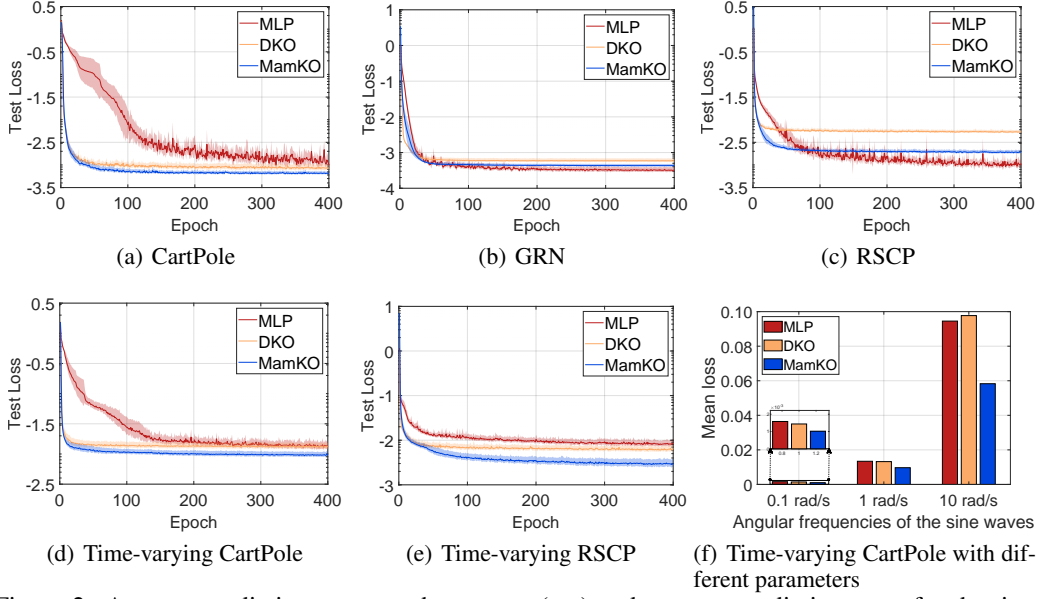 0.5
-0.5
-1.5
-2.5
-3.5
Test Loss
0 100 200 300 400
Epoch
MLP
DKO
MamKO
(a) CartPole
1
0
-1
-2
-3
-4
Test Loss
0 100 200 300 400
Epoch
MLP
DKO
MamKO
(b) GRN
0.5
-0.5
-1.5
-2.5
-3.5
Test Loss
0 100 200 300 400
Epoch
MLP
DKO
MamKO
(c) RSCP
0.5
-0.5
-1.5
-2.5
Test Loss
0 100 200 300 400
Epoch
MLP
DKO
MamKO
(d) Time-varying CartPole
1
0
-1
-2
-3
Test Loss
0 100 200 300 400
Epoch
MLP
DKO
MamKO
(e) Time-varying RSCP
0.10
0.08
0.06
0.04
0.02
0
Mean loss
MLP
DKO
MamKO
0.8 1 1.2
0.1 rad/s 1 rad/s 10 rad/s
Angular frequencies of the sine waves
(f) Time-varying CartPole with dif-
ferent parameters